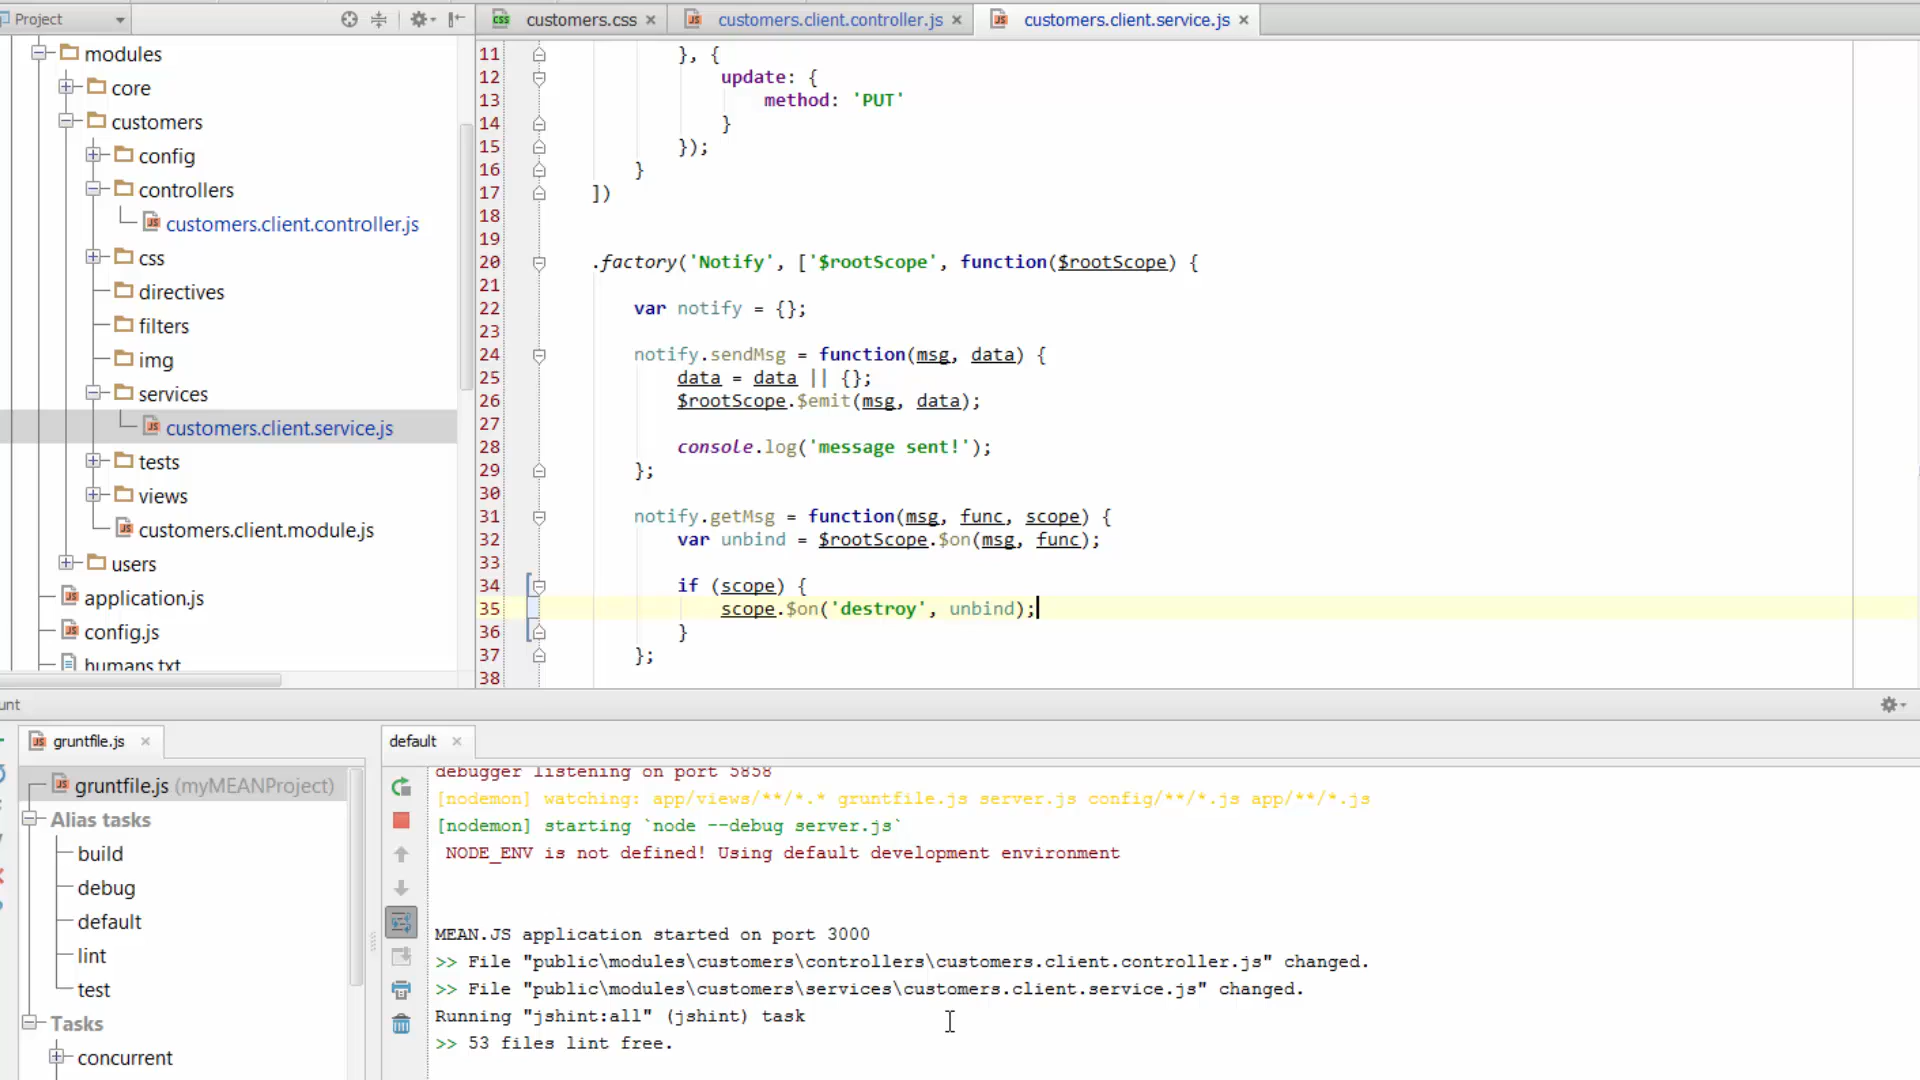 Project
customers.css
customers.client.controller.js
customers.client.service.js
modules
core
customers
config
controllers
customers.client.controller.js
css
directives
filters
img
services
customers.client.service.js
tests
views
customers.client.module.js
users
application.js
config.js
humans.txt
11 }, {
12 update: {
13 method: 'PUT'
14 }
15 });
16 }
17 ])
18
19
20 .factory('Notify', ['$rootScope', function($rootScope) {
21
22 var notify = {};
23
24 notify.sendMsg = function(msg, data) {
25 data = data || {};
26 $rootScope.$emit(msg, data);
27
28 console.log('message sent!');
29 };
30
31 notify.getMsg = function(msg, func, scope) {
32 var unbind = $rootScope.$on(msg, func);
33
34 if (scope) {
35 scope.$on('destroy', unbind);
36 }
37 };
38
unt
gruntfile.js
gruntfile.js (myMEANProject)
Alias tasks
build
debug
default
lint
test
Tasks
concurrent
default
debugger listening on port 5858
[nodemon] watching: app/views/**/*.* gruntfile.js server.js config/**/*.js app/**/*.js
[nodemon] starting `node --debug server.js`
NODE_ENV is not defined! Using default development environment
MEAN.JS application started on port 3000
>> File "public\modules\customers\controllers\customers.client.controller.js" changed.
>> File "public\modules\customers\services\customers.client.service.js" changed.
Running "jshint:all" (jshint) task
>> 53 files lint free.